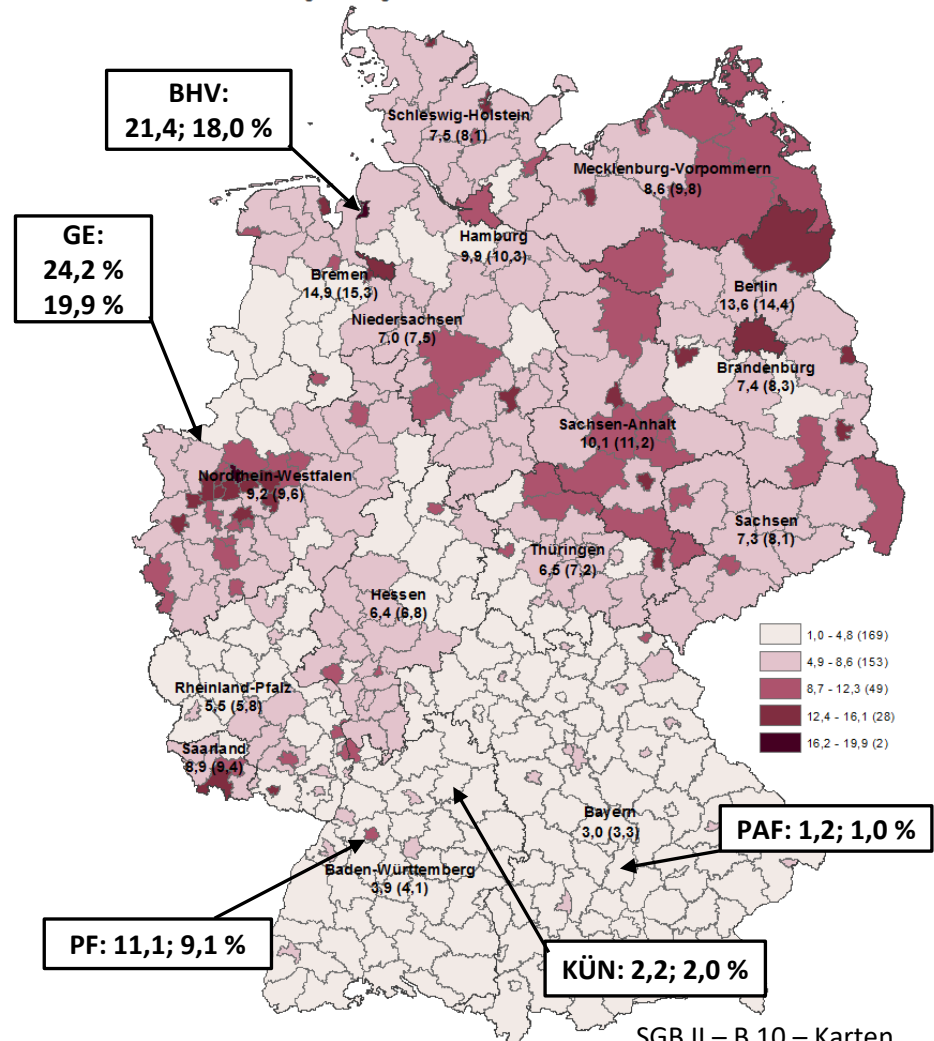 BHV:
21,4; 18,0 %
Schleswig-Holstein
7,5 (8,1)
Mecklenburg-Vorpommern
8,6 (9,8)
GE:
24,2 %
19,9 %
Hamburg
9,9 (10,3)
Bremen
14,9 (15,3)
Berlin
13,6 (14,4)
Niedersachsen
7,0 (7,5)
Brandenburg
7,4 (8,3)
Sachsen-Anhalt
10,1 (11,2)
Nordrhein-Westfalen
9,2 (9,6)
Sachsen
7,3 (8,1)
Thüringen
6,5 (7,2)
Hessen
6,4 (6,8)
1,0 - 4,8 (169)
4,9 - 8,6 (153)
8,7 - 12,3 (49)
12,4 - 16,1 (28)
16,2 - 19,9 (2)
Rheinland-Pfalz
5,5 (5,8)
Saarland
8,9 (9,4)
Bayern
3,0 (3,3)
PAF: 1,2; 1,0 %
Baden-Württemberg
3,9 (4,1)
PF: 11,1; 9,1 %
KÜN: 2,2; 2,0 %
SGB II – B 10 – Karten